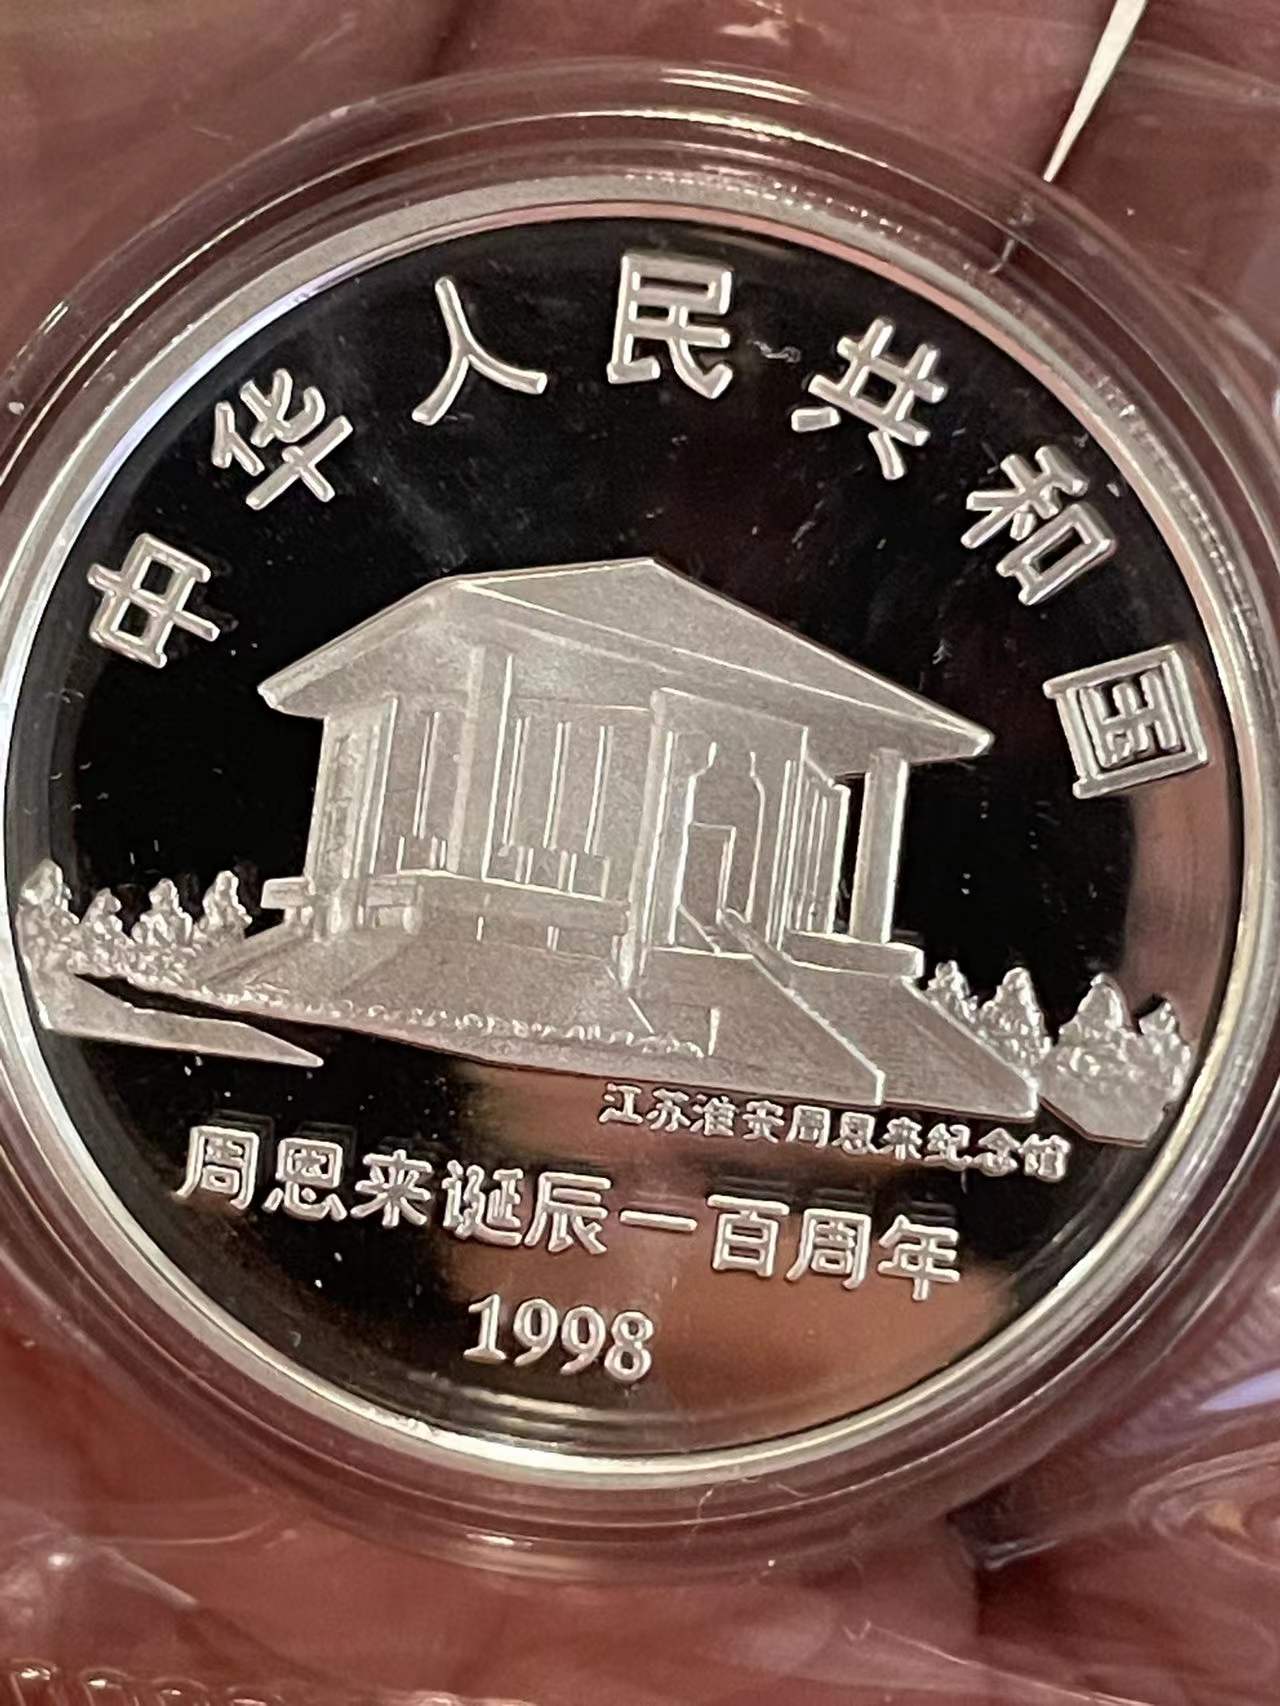 中华人民共和国
江苏淮安周恩来纪念馆
周恩来诞辰一百周年
1998